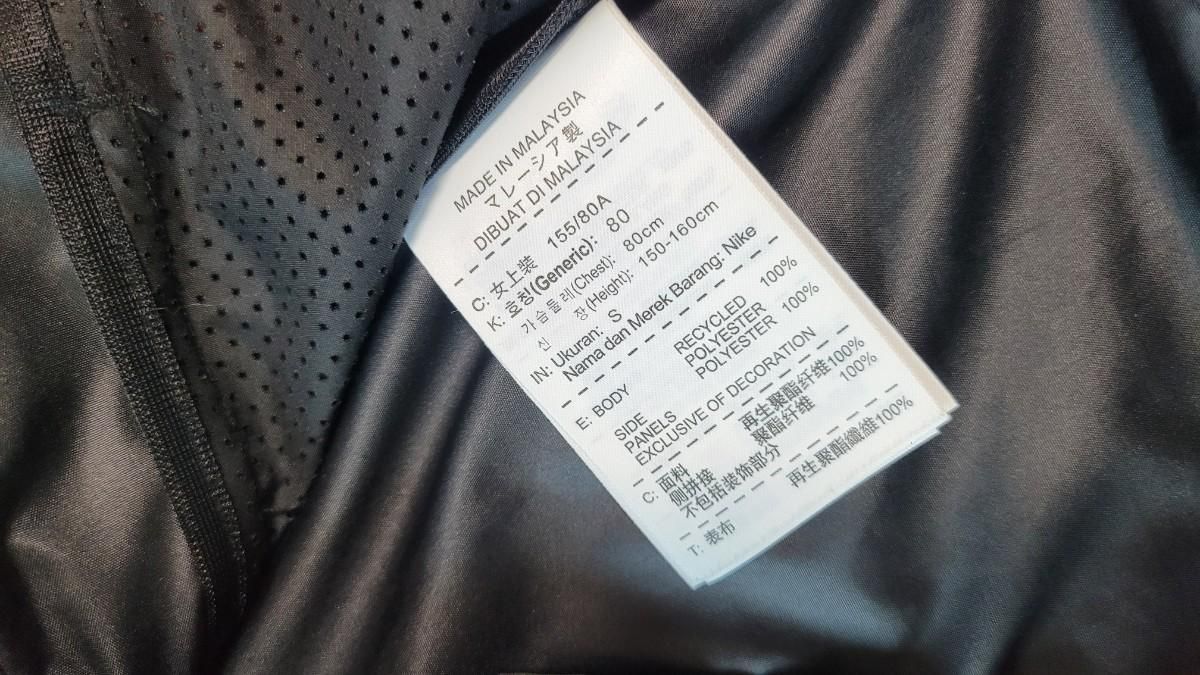 MADE IN MALAYSIA
マレーシア製
DIBUAT DI MALAYSIA
C: 女上装 155/80A
K: 호칭(Generic): 80
가슴둘레(Chest): 80cm
신 장(Height): 150-160cm
IN: Ukuran: S
Nama dan Merek Barang: Nike
E: BODY RECYCLED 100%
POLYESTER
SIDE POLYESTER 100%
PANELS
EXCLUSIVE OF DECORATION
C: 面料 再生聚酯纤维100%
侧拼接 聚酯纤维 100%
不包括装饰部分
T: 表布 再生聚酯纖維100%